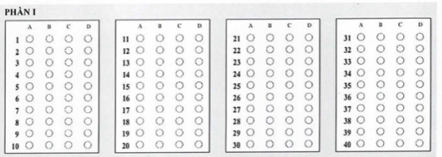 PHẦN I
A B C D A B C D A B C D A B C D
1 11 21 31
2 12 22 32
3 13 23 33
4 14 24 34
5 15 25 35
6 16 26 36
7 17 27 37
8 18 28 38
9 19 29 39
10 20 30 40